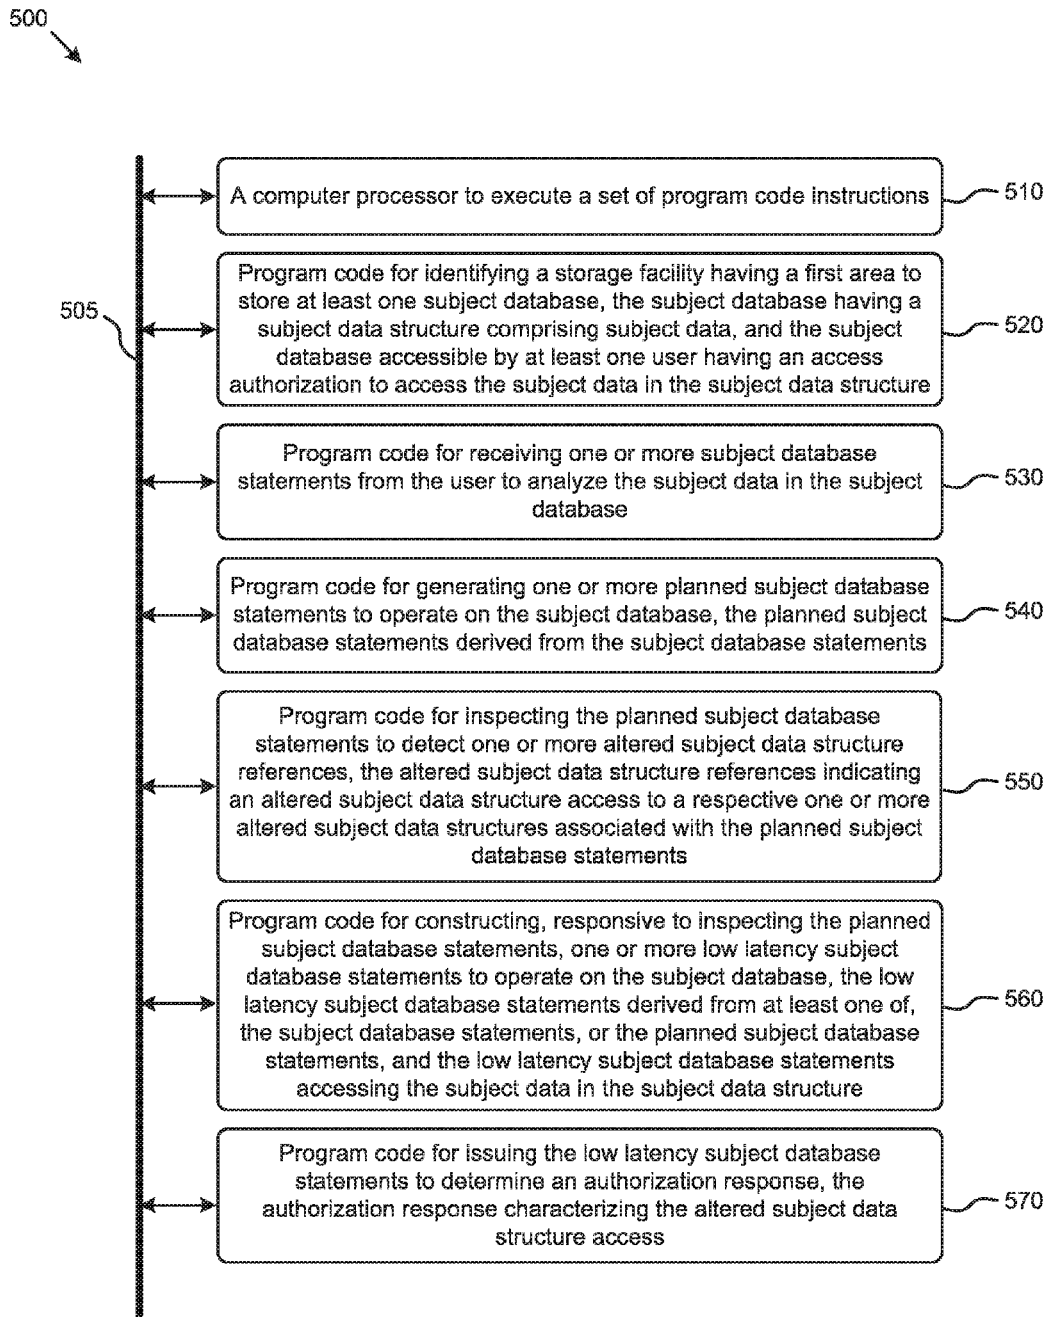 500
A computer processor to execute a set of program code instructions
510
Program code for identifying a storage facility having a first area to
store at least one subject database, the subject database having a
subject data structure comprising subject data, and the subject
database accessible by at least one user having an access
authorization to access the subject data in the subject data structure
505
520
Program code for receiving one or more subject database
statements from the user to analyze the subject data in the subject
database
530
Program code for generating one or more planned subject database
statements to operate on the subject database, the planned subject
database statements derived from the subject database statements
540
Program code for inspecting the planned subject database
statements to detect one or more altered subject data structure
references, the altered subject data structure references indicating
an altered subject data structure access to a respective one or more
altered subject data structures associated with the planned subject
database statements
550
Program code for constructing, responsive to inspecting the planned
subject database statements, one or more low latency subject
database statements to operate on the subject database, the low
latency subject database statements derived from at least one of,
the subject database statements, or the planned subject database
statements, and the low latency subject database statements
accessing the subject data in the subject data structure
560
Program code for issuing the low latency subject database
statements to determine an authorization response, the
authorization response characterizing the altered subject data
structure access
570